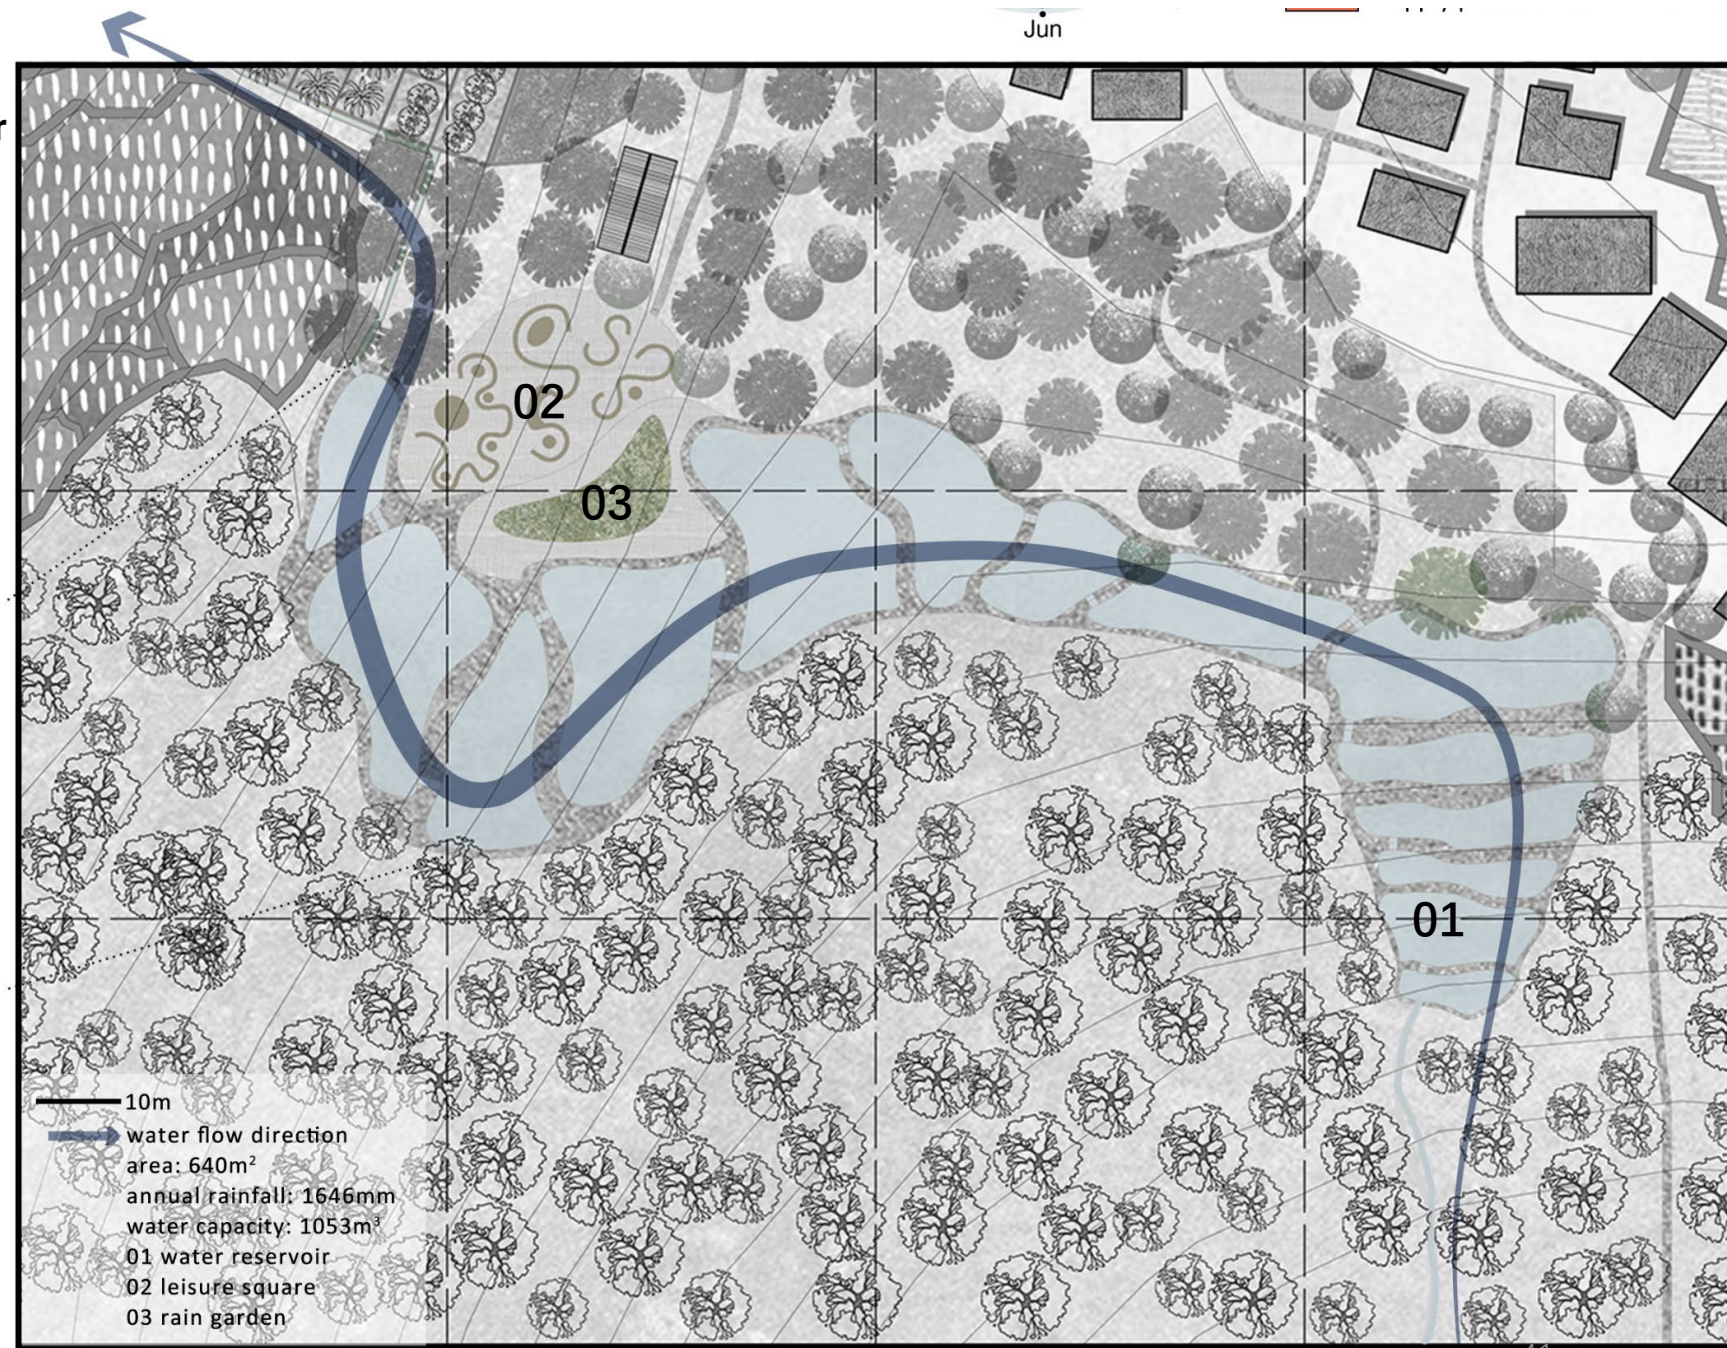 Jun
02
03
01
10m
water flow direction
area: 640m²
annual rainfall: 1646mm
water capacity: 1053m³
01 water reservoir
02 leisure square
03 rain garden